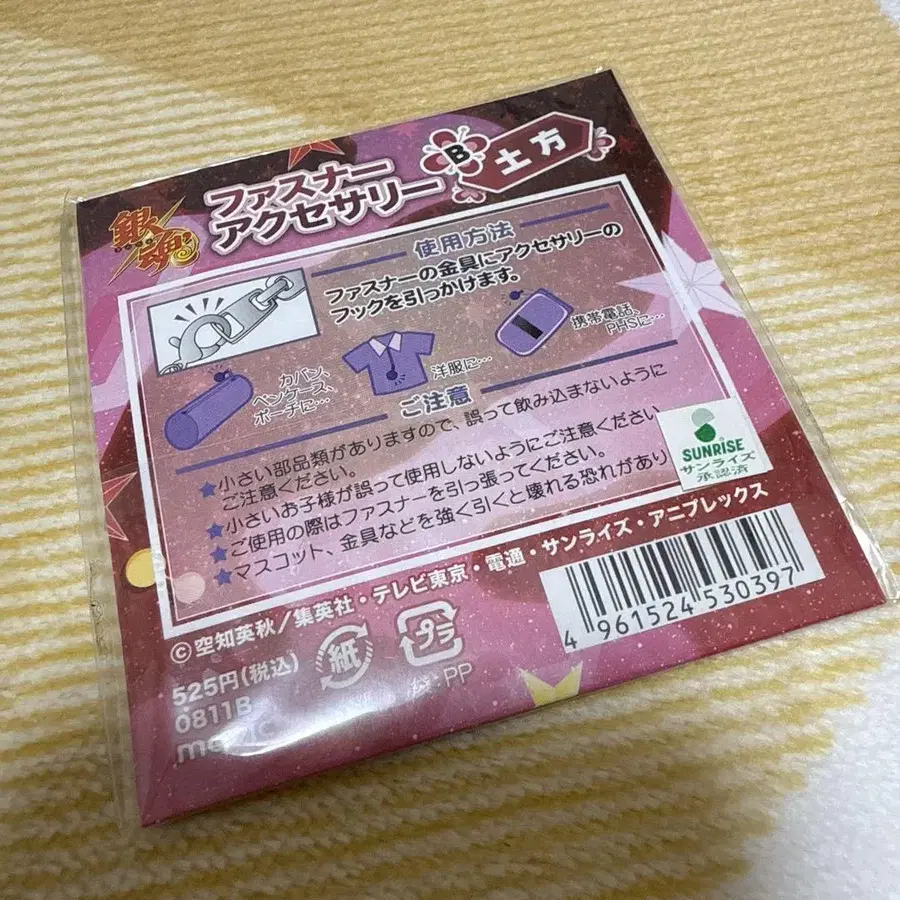 銀魂
ファスナー
アクセサリー
B 土方
使用方法
ファスナーの金具にアクセサリーの
フックを引っかけます。
カバン、
ペンケース、
ポーチに…
洋服に…
携帯電話、
PHSに…
ご注意
★小さい部品類がありますので、誤って飲み込まないように
ご注意ください。
★小さいお子様が誤って使用しないようにご注意ください
★ご使用の際はファスナーを引っ張ってください。
★マスコット、金具などを強く引くと壊れる恐れがあり
SUNRISE
サンライズ
承認済
©空知英秋/集英社・テレビ東京・電通・サンライズ・アニプレックス
525円(税込)
0811B
紙
プラ
:PP
4 961524 530397